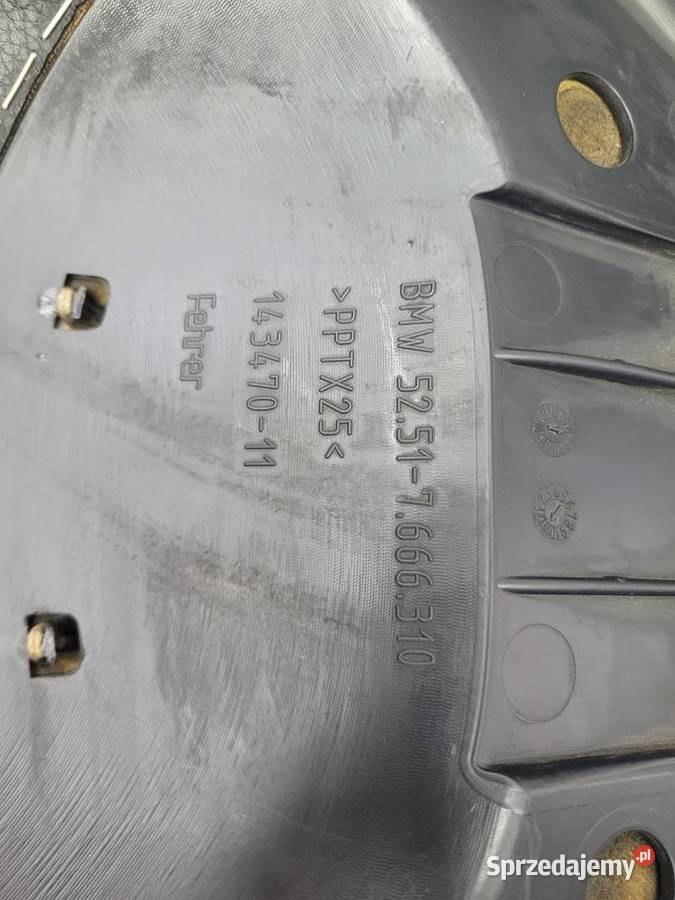 BMW 52.51-7.666.310
>PPTX25<
143470-11
Fehrer
Sprzedajemy.pl